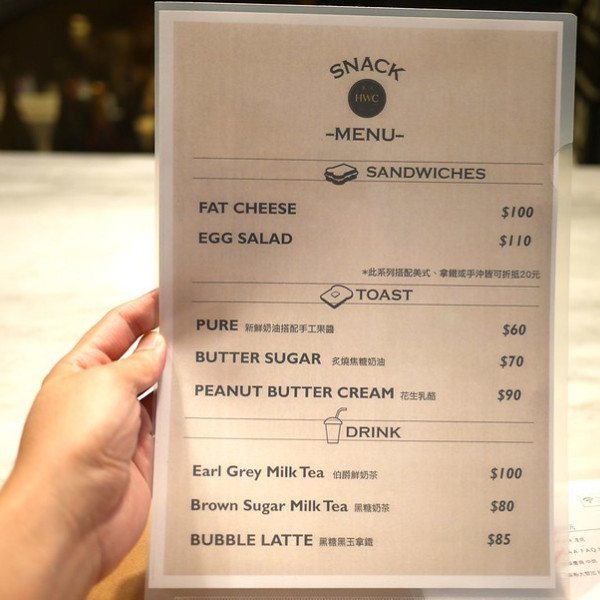 SNACK
HWC
-MENU-
SANDWICHES
FAT CHEESE $100
EGG SALAD $110
*此系列搭配美式、拿鐵或手沖皆可折抵20元
TOAST
PURE 新鮮奶油搭配手工果醬 $60
BUTTER SUGAR 炙燒焦糖奶油 $70
PEANUT BUTTER CREAM 花生乳酪 $90
DRINK
Earl Grey Milk Tea 伯爵鮮奶茶 $100
Brown Sugar Milk Tea 黑糖奶茶 $80
BUBBLE LATTE 黑糖黑玉拿鐵 $85